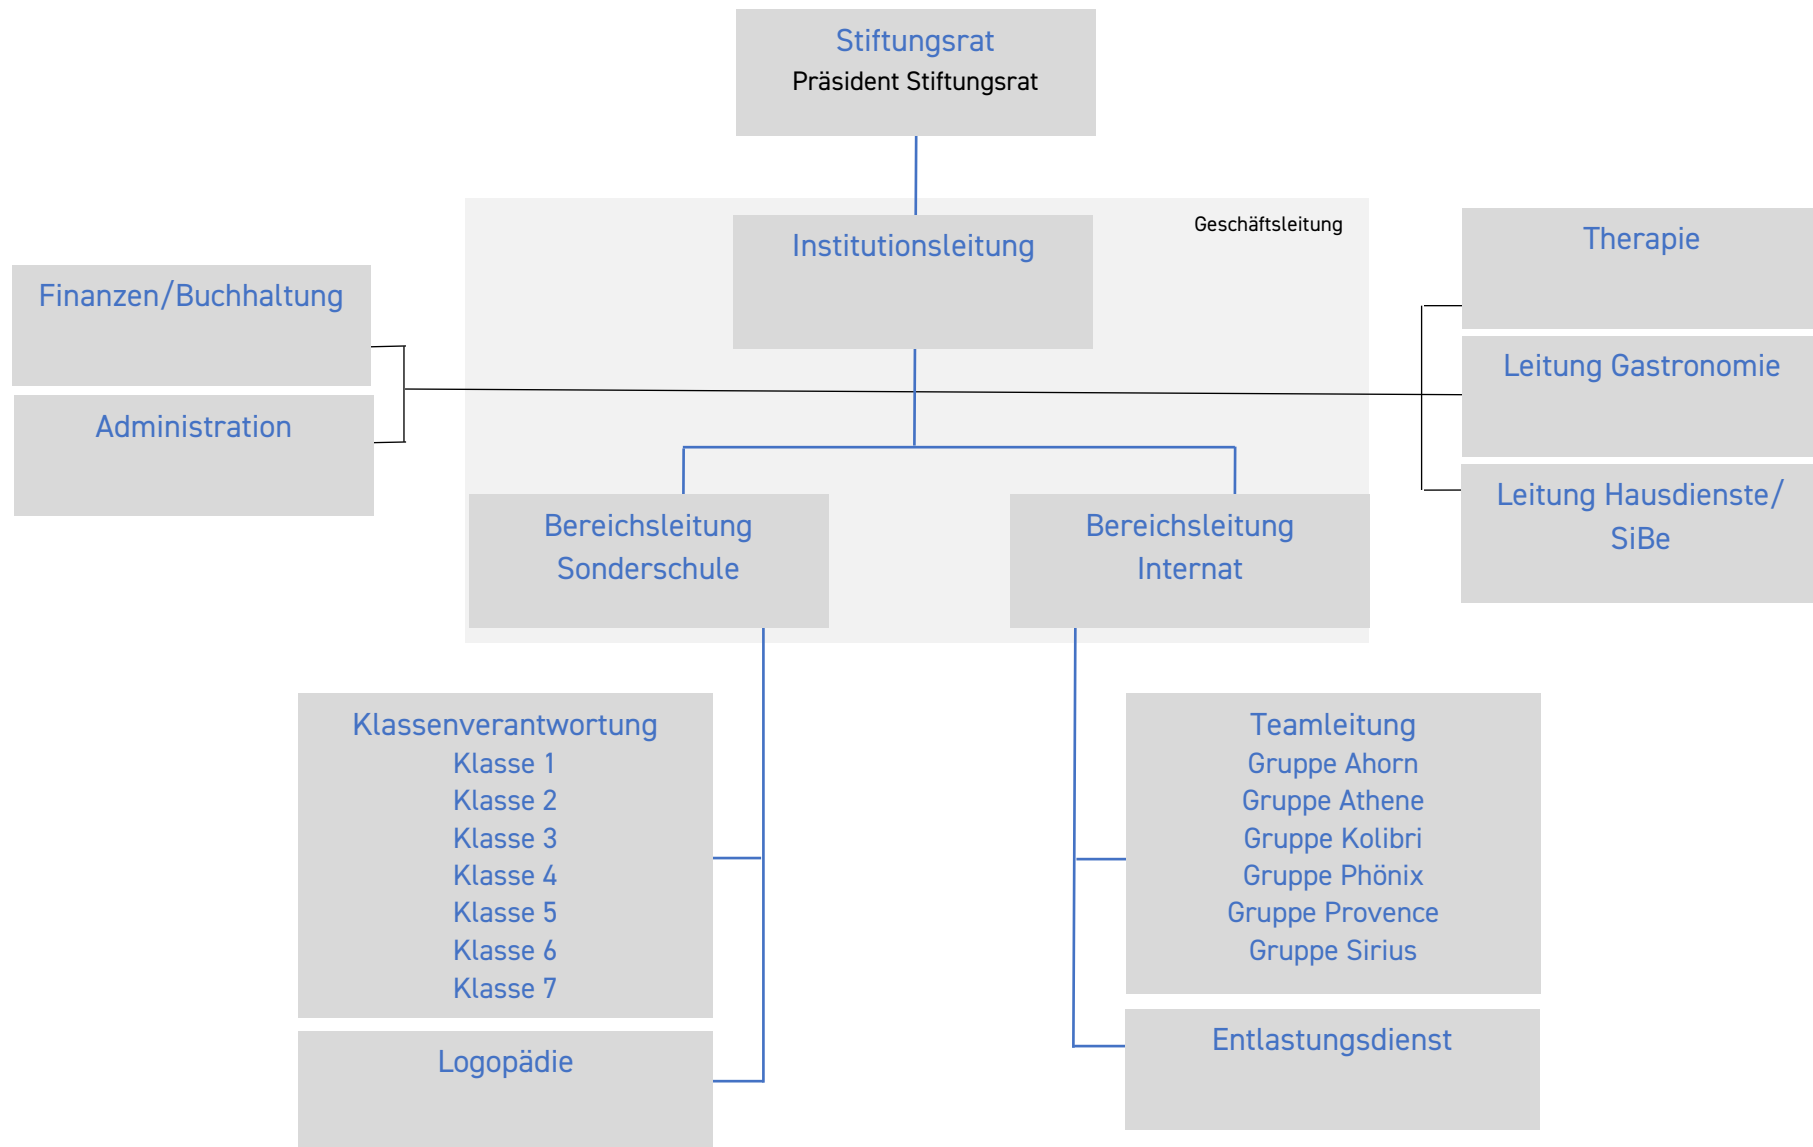 Stiftungsrat
Präsident Stiftungsrat
Geschäftsleitung
Institutionsleitung
Therapie
Finanzen/Buchhaltung
Leitung Gastronomie
Administration
Leitung Hausdienste/
SiBe
Bereichsleitung
Sonderschule
Bereichsleitung
Internat
Klassenverantwortung
Klasse 1
Klasse 2
Klasse 3
Klasse 4
Klasse 5
Klasse 6
Klasse 7
Teamleitung
Gruppe Ahorn
Gruppe Athene
Gruppe Kolibri
Gruppe Phönix
Gruppe Provence
Gruppe Sirius
Logopädie
Entlastungsdienst